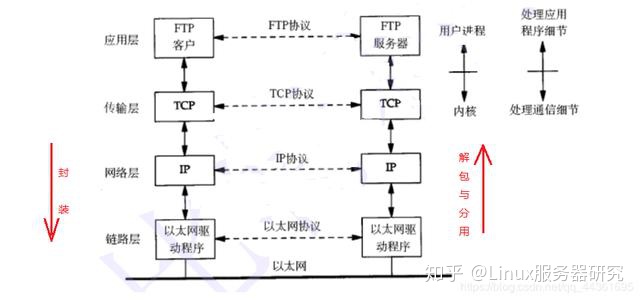 应用层
FTP
客户
FTP协议
FTP
服务器
用户进程
处理应用
程序细节
传输层
TCP
TCP协议
TCP
内核
处理通信细节
封
装
网络层
IP
IP协议
IP
解
包
与
分
用
链路层
以太网驱
动程序
以太网协议
以太网驱
动程序
以太网
知乎 @Linux服务器研究
https://blog.csdn.net/qq_44361695